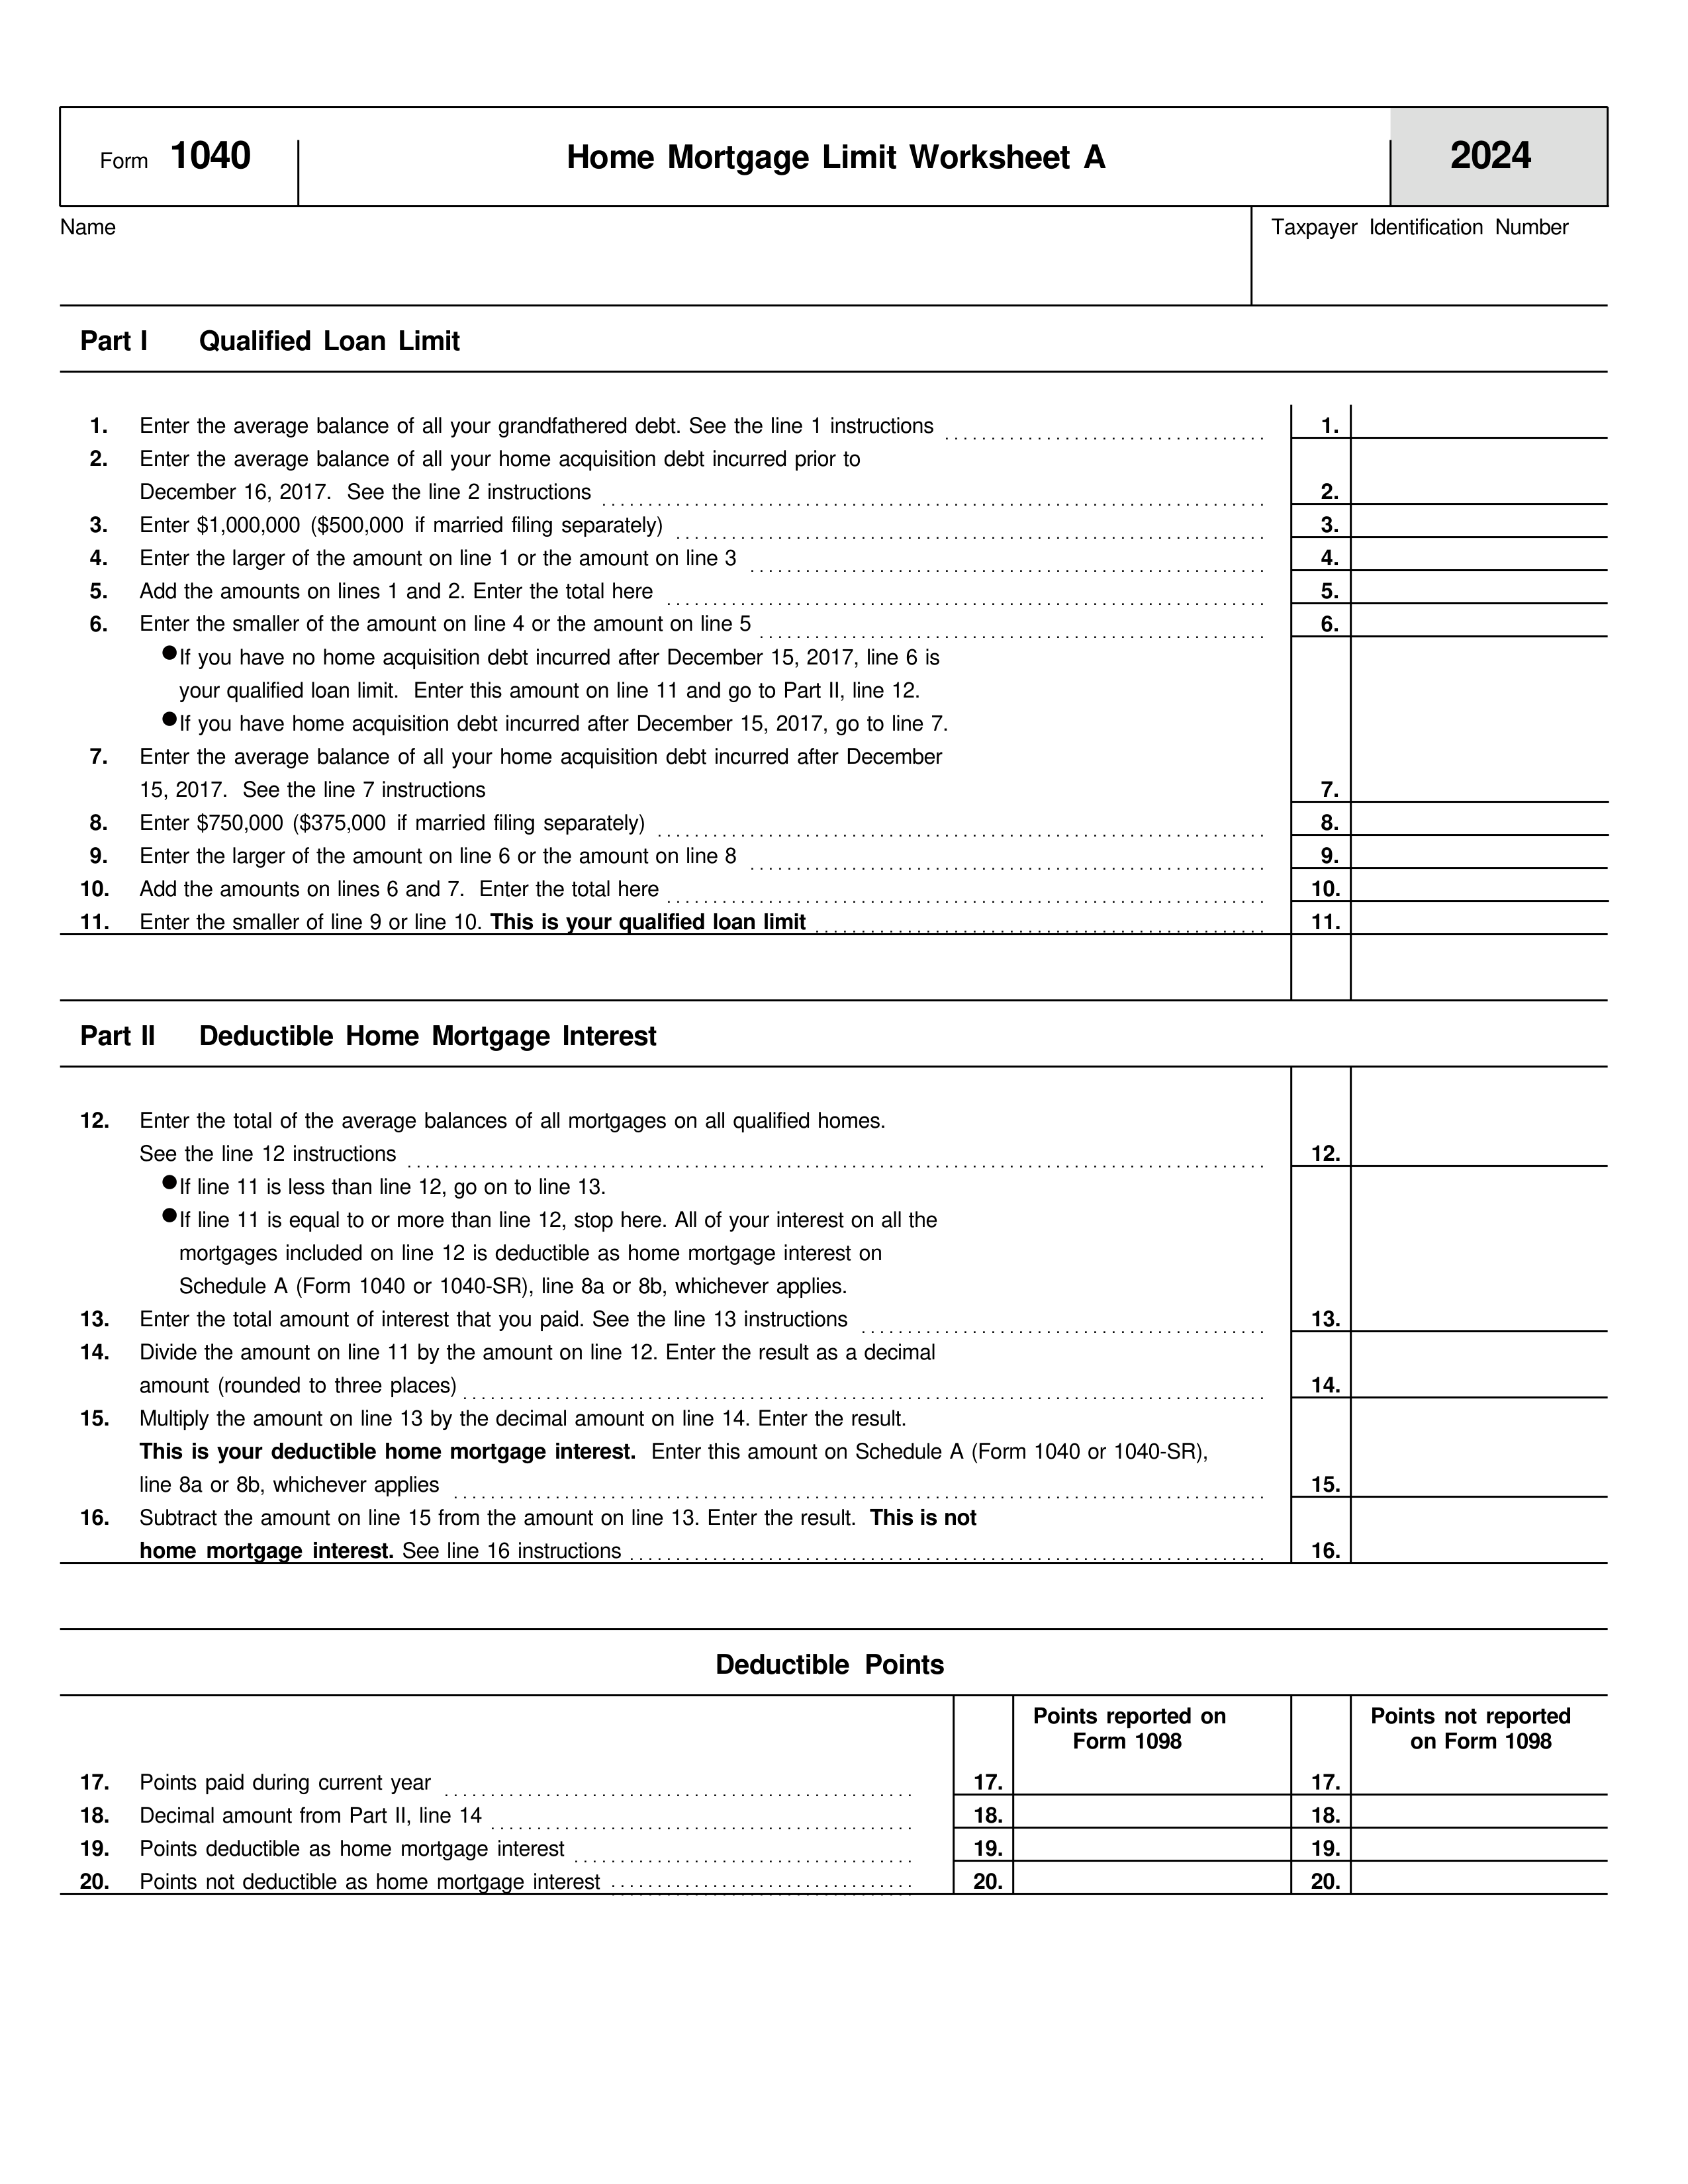 Form 1040 Home Mortgage Limit Worksheet A 2024
Name Taxpayer Identification Number
Part I Qualified Loan Limit
1. Enter the average balance of all your grandfathered debt. See the line 1 instructions 1.
2. Enter the average balance of all your home acquisition debt incurred prior to
December 16, 2017. See the line 2 instructions 2.
3. Enter $1,000,000 ($500,000 if married filing separately) 3.
4. Enter the larger of the amount on line 1 or the amount on line 3 4.
5. Add the amounts on lines 1 and 2. Enter the total here 5.
6. Enter the smaller of the amount on line 4 or the amount on line 5 6.
● If you have no home acquisition debt incurred after December 15, 2017, line 6 is
your qualified loan limit. Enter this amount on line 11 and go to Part II, line 12.
● If you have home acquisition debt incurred after December 15, 2017, go to line 7.
7. Enter the average balance of all your home acquisition debt incurred after December
15, 2017. See the line 7 instructions 7.
8. Enter $750,000 ($375,000 if married filing separately) 8.
9. Enter the larger of the amount on line 6 or the amount on line 8 9.
10. Add the amounts on lines 6 and 7. Enter the total here 10.
11. Enter the smaller of line 9 or line 10. This is your qualified loan limit 11.
Part II Deductible Home Mortgage Interest
12. Enter the total of the average balances of all mortgages on all qualified homes.
See the line 12 instructions 12.
● If line 11 is less than line 12, go on to line 13.
● If line 11 is equal to or more than line 12, stop here. All of your interest on all the
mortgages included on line 12 is deductible as home mortgage interest on
Schedule A (Form 1040 or 1040-SR), line 8a or 8b, whichever applies.
13. Enter the total amount of interest that you paid. See the line 13 instructions 13.
14. Divide the amount on line 11 by the amount on line 12. Enter the result as a decimal
amount (rounded to three places) 14.
15. Multiply the amount on line 13 by the decimal amount on line 14. Enter the result.
This is your deductible home mortgage interest. Enter this amount on Schedule A (Form 1040 or 1040-SR),
line 8a or 8b, whichever applies 15.
16. Subtract the amount on line 15 from the amount on line 13. Enter the result. This is not
home mortgage interest. See line 16 instructions 16.
Deductible Points
Points reported on Points not reported
Form 1098 on Form 1098
17. Points paid during current year 17. 17.
18. Decimal amount from Part II, line 14 18. 18.
19. Points deductible as home mortgage interest 19. 19.
20. Points not deductible as home mortgage interest 20. 20.